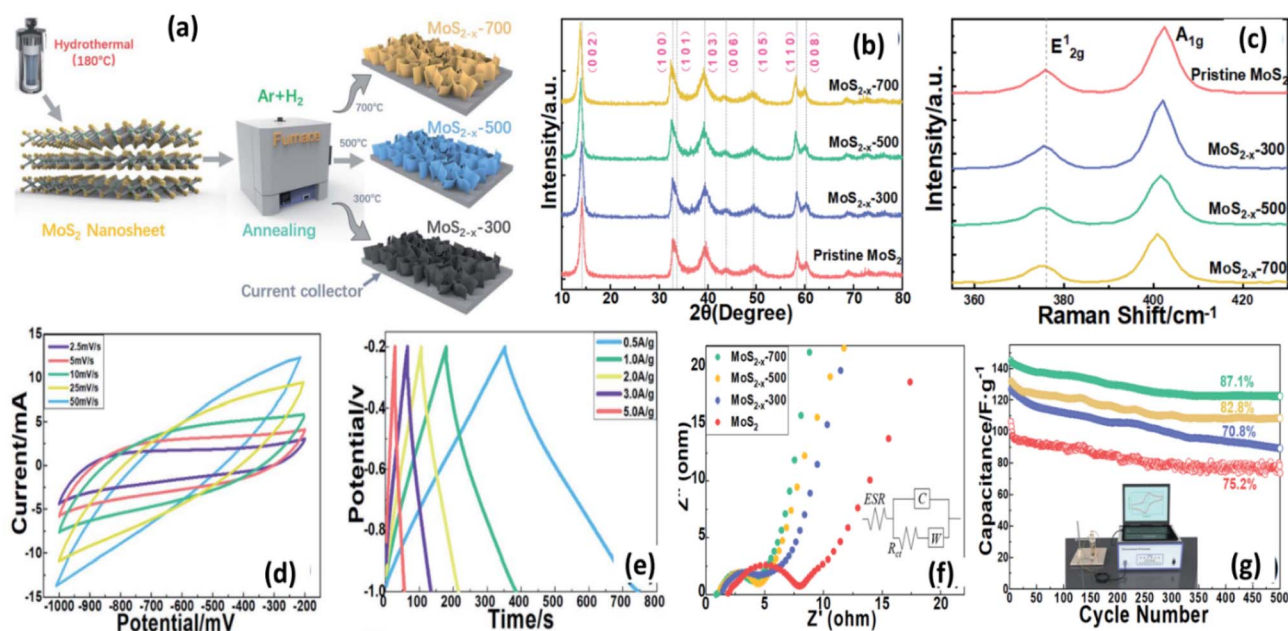 (a)
Hydrothermal
(180°C)
MoS₂ Nanosheet
Ar+H₂
Furnace
Annealing
700°C
500°C
300°C
MoS₂₋ₓ-700
MoS₂₋ₓ-500
MoS₂₋ₓ-300
Current collector
(b)
Intensity/a.u.
(002)
(100)
(101)
(103)
(006)
(105)
(110)
(008)
MoS₂₋ₓ-700
MoS₂₋ₓ-500
MoS₂₋ₓ-300
Pristine MoS₂
10 20 30 40 50 60 70 80
2θ(Degree)
(c)
Intensity/a.u.
E¹₂g
A₁g
Pristine MoS₂
MoS₂₋ₓ-300
MoS₂₋ₓ-500
MoS₂₋ₓ-700
360 380 400 420
Raman Shift/cm⁻¹
(d)
Current/mA
15
10
5
0
-5
-10
-15
2.5mV/s
5mV/s
10mV/s
25mV/s
50mV/s
-1000 -900 -800 -700 -600 -500 -400 -300 -200
Potential/mV
(e)
Potential/v
-0.2
-0.4
-0.6
-0.8
-1.0
0.5A/g
1.0A/g
2.0A/g
3.0A/g
5.0A/g
0 100 200 300 400 500 600 700 800
Time/s
(f)
Z'' (ohm)
20
15
10
5
0
MoS₂₋ₓ-700
MoS₂₋ₓ-500
MoS₂₋ₓ-300
MoS₂
ESR
C
Rct
W
0 5 10 15 20
Z' (ohm)
(g)
Capacitance/F·g⁻¹
150
125
100
75
50
25
0
87.1%
82.8%
70.8%
75.2%
0 50 100 150 200 250 300 350 400 450 500
Cycle Number